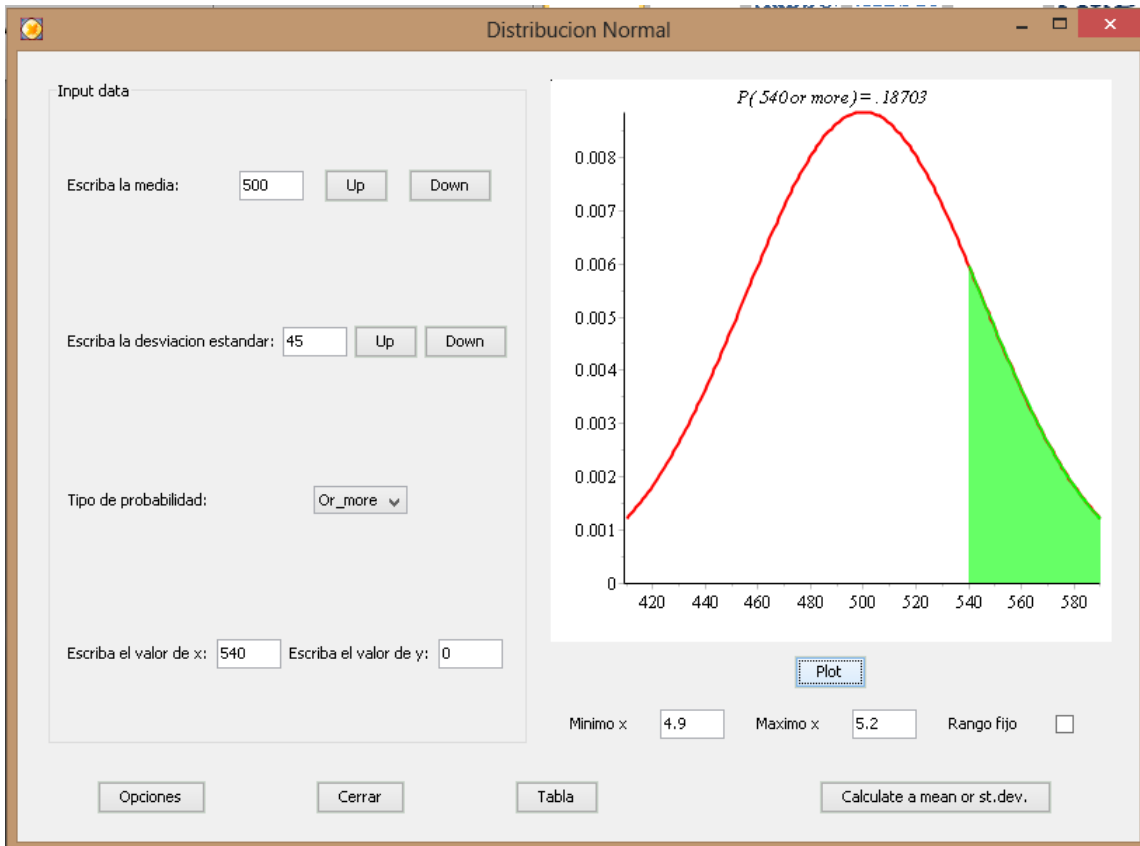 Distribucion Normal
Input data
Escriba la media: 500 Up Down
Escriba la desviacion estandar: 45 Up Down
Tipo de probabilidad: Or_more
Escriba el valor de x: 540 Escriba el valor de y: 0
P( 540 or more ) = .18703
0.008
0.007
0.006
0.005
0.004
0.003
0.002
0.001
0
420 440 460 480 500 520 540 560 580
Plot
Minimo x 4.9 Maximo x 5.2 Rango fijo
Opciones Cerrar Tabla Calculate a mean or st.dev.